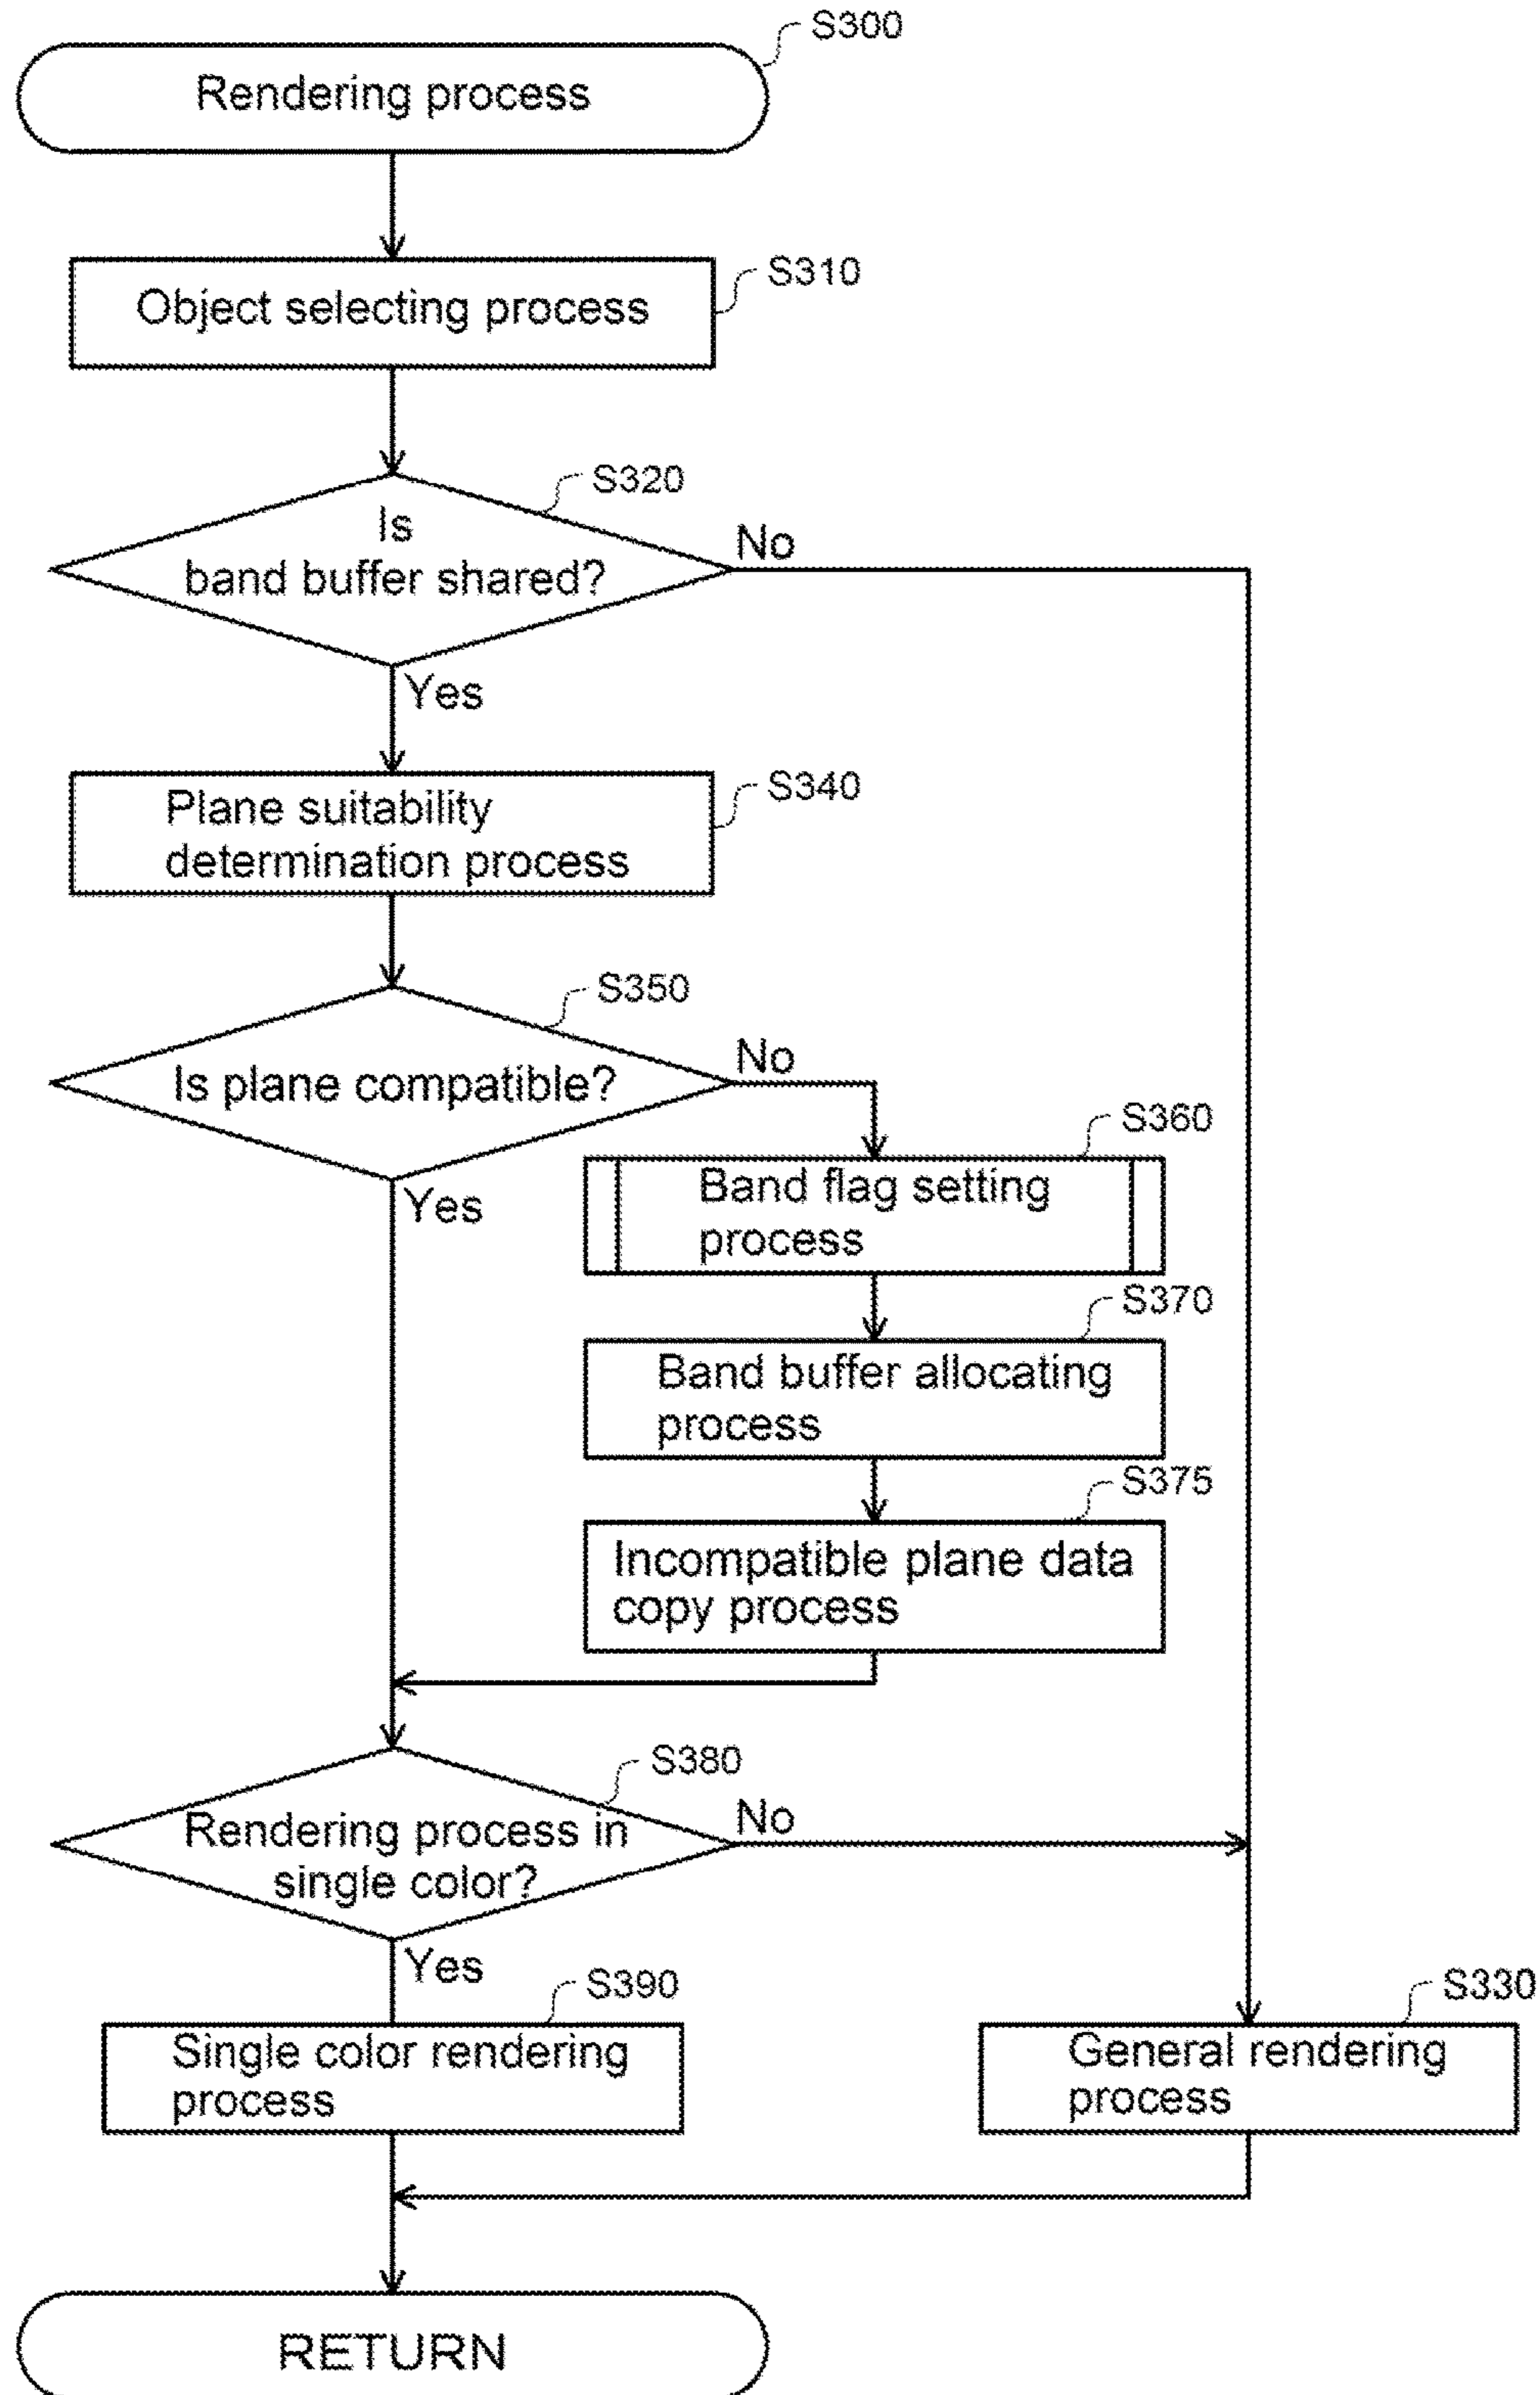 S300
Rendering process
S310
Object selecting process
S320
Is
band buffer shared?
No
Yes
S340
Plane suitability
determination process
S350
Is plane compatible?
No
Yes
S360
Band flag setting
process
S370
Band buffer allocating
process
S375
Incompatible plane data
copy process
S380
Rendering process in
single color?
No
Yes
S390
Single color rendering
process
S330
General rendering
process
RETURN